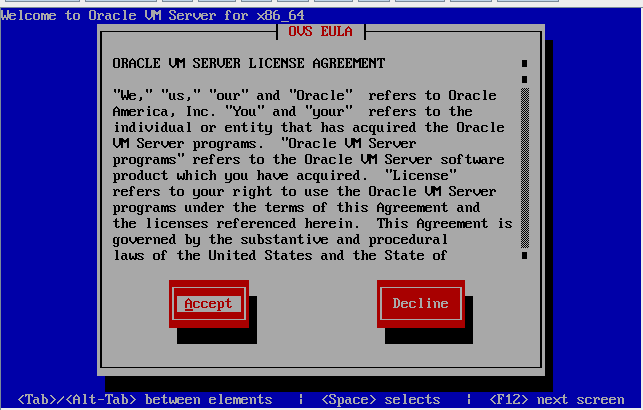 Welcome to Oracle VM Server for x86_64
OVS EULA
ORACLE VM SERVER LICENSE AGREEMENT
"We," "us," "our" and "Oracle"  refers to Oracle
America, Inc. "You" and "your"  refers to the
individual or entity that has acquired the Oracle
VM Server programs.  "Oracle VM Server
programs" refers to the Oracle VM Server software
product which you have acquired.  "License"
refers to your right to use the Oracle VM Server
programs under the terms of this Agreement and
the licenses referenced herein.  This Agreement is
governed by the substantive and procedural
laws of the United States and the State of
Accept Decline
<Tab>/<Alt-Tab> between elements   |  <Space> selects   |  <F12> next screen